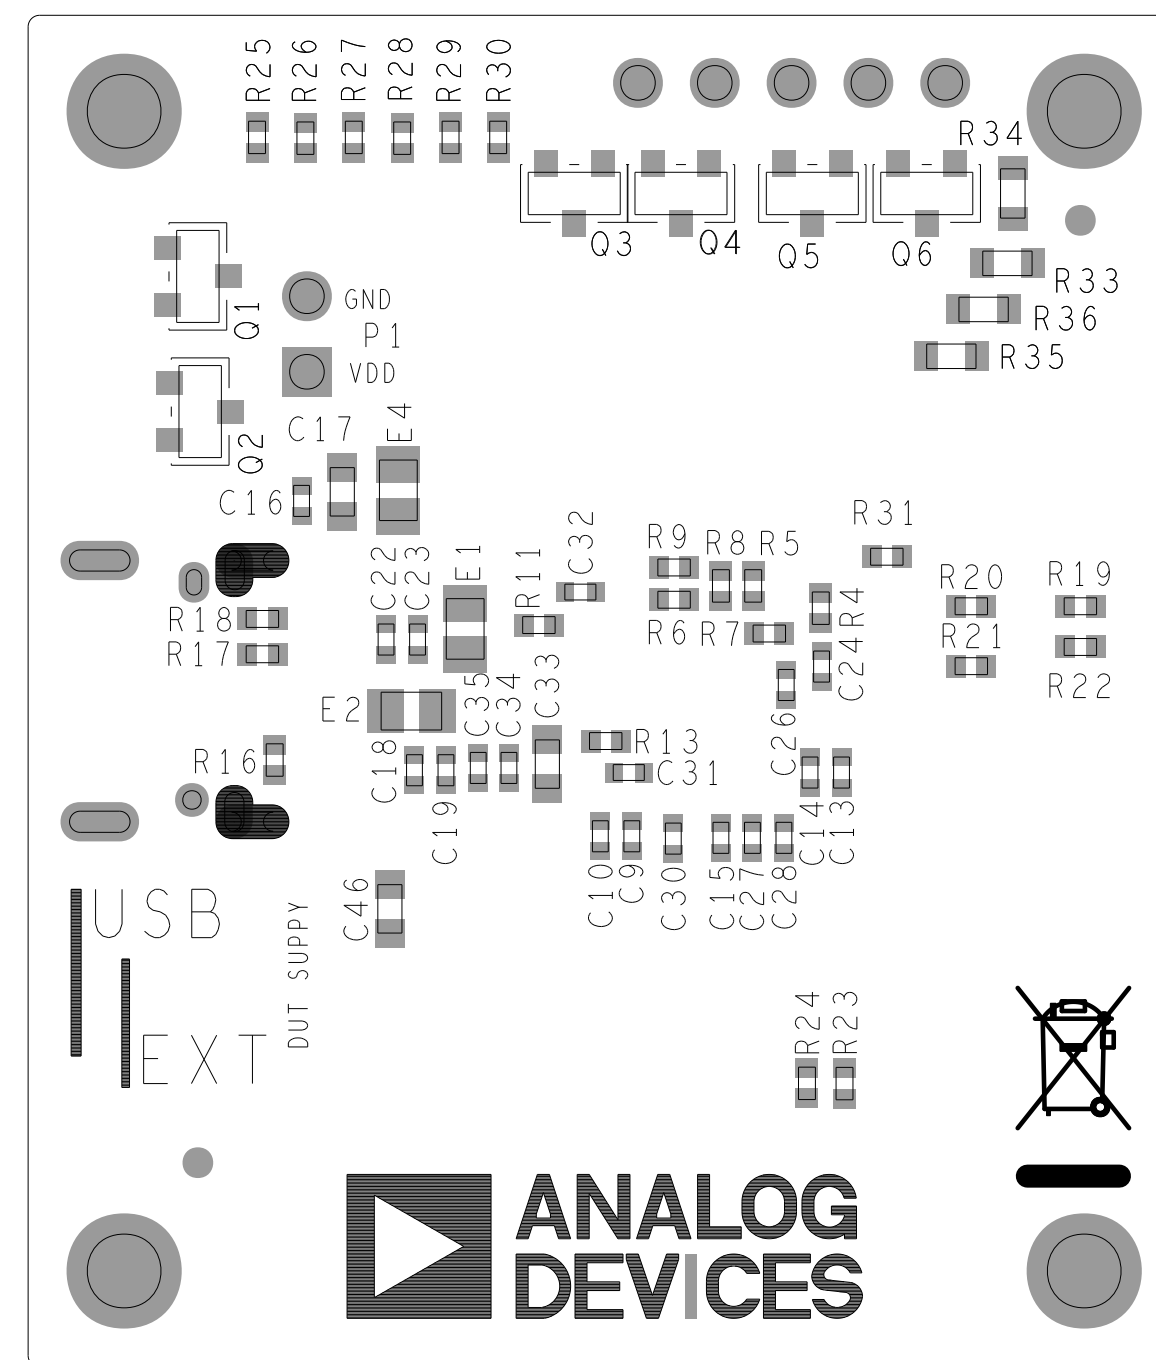 R25
R26
R27
R28
R29
R30
R34
Q3
Q4
Q5
Q6
R33
R36
R35
Q1
GND
P1
VDD
Q2
C17
E4
C16
R31
C22
C23
E1
R11
C32
R9
R8
R5
R20
R19
R18
R17
R6
R7
R4
C24
R21
R22
E2
C35
C34
C33
C26
R16
C18
R13
C31
C19
C14
C13
C10
C9
C30
C15
C27
C28
USB
C46
DUT SUPPY
EXT
R24
R23
ANALOG
DEVICES